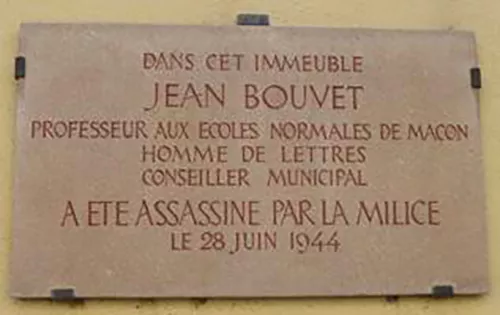 DANS CET IMMEUBLE
JEAN BOUVET
PROFESSEUR AUX ECOLES NORMALES DE MACON
HOMME DE LETTRES
CONSEILLER MUNICIPAL
A ETE ASSASSINE PAR LA MILICE
LE 28 JUIN 1944